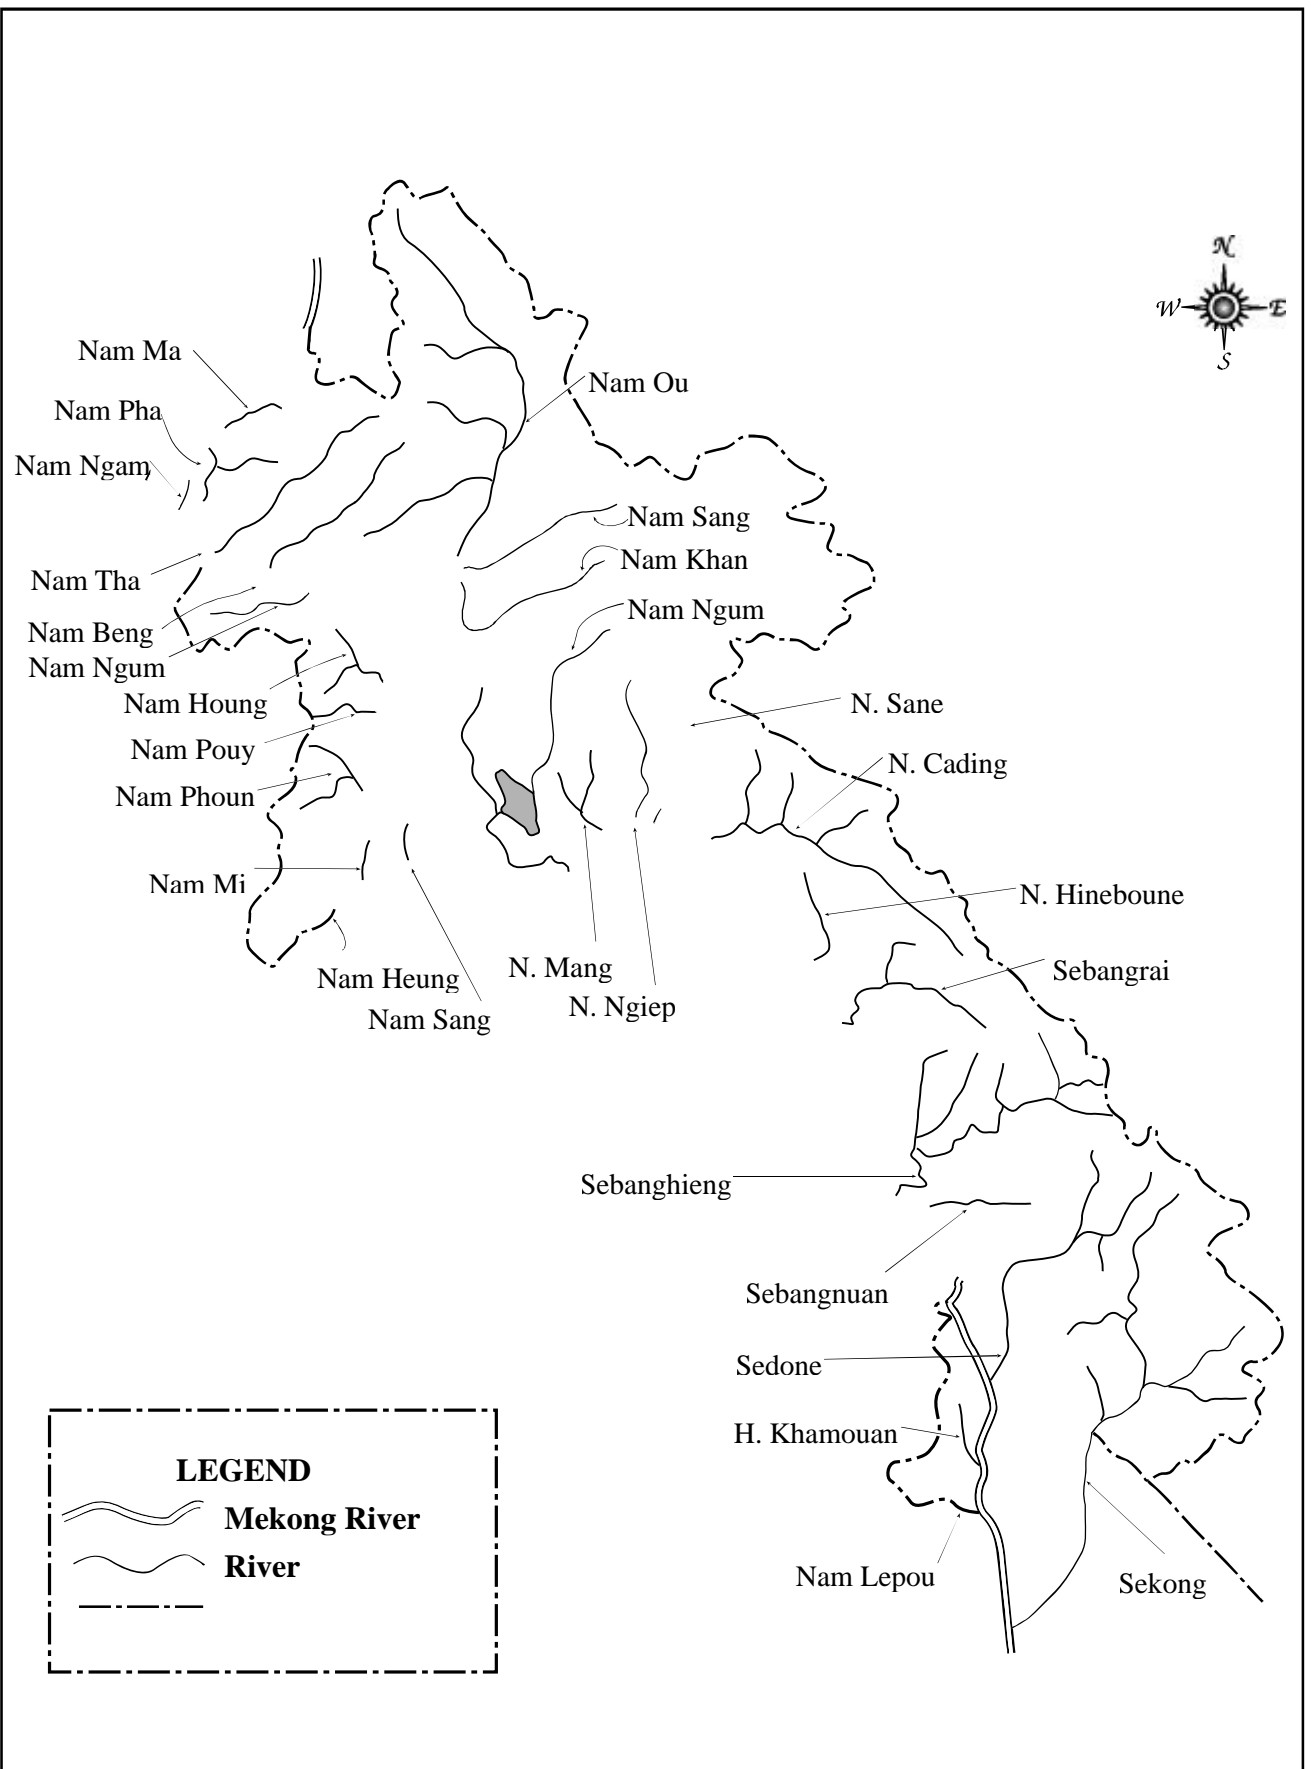 N
W
E
S
Nam Ma
Nam Ou
Nam Pha
Nam Ngam
Nam Sang
Nam Khan
Nam Tha
Nam Ngum
Nam Beng
Nam Ngum
Nam Houng
N. Sane
Nam Pouy
N. Cading
Nam Phoun
Nam Mi
N. Hineboune
N. Mang
Sebangrai
Nam Heung
N. Ngiep
Nam Sang
Sebanghieng
Sebangnuan
Sedone
H. Khamouan
Nam Lepou
Sekong
LEGEND
Mekong River
River